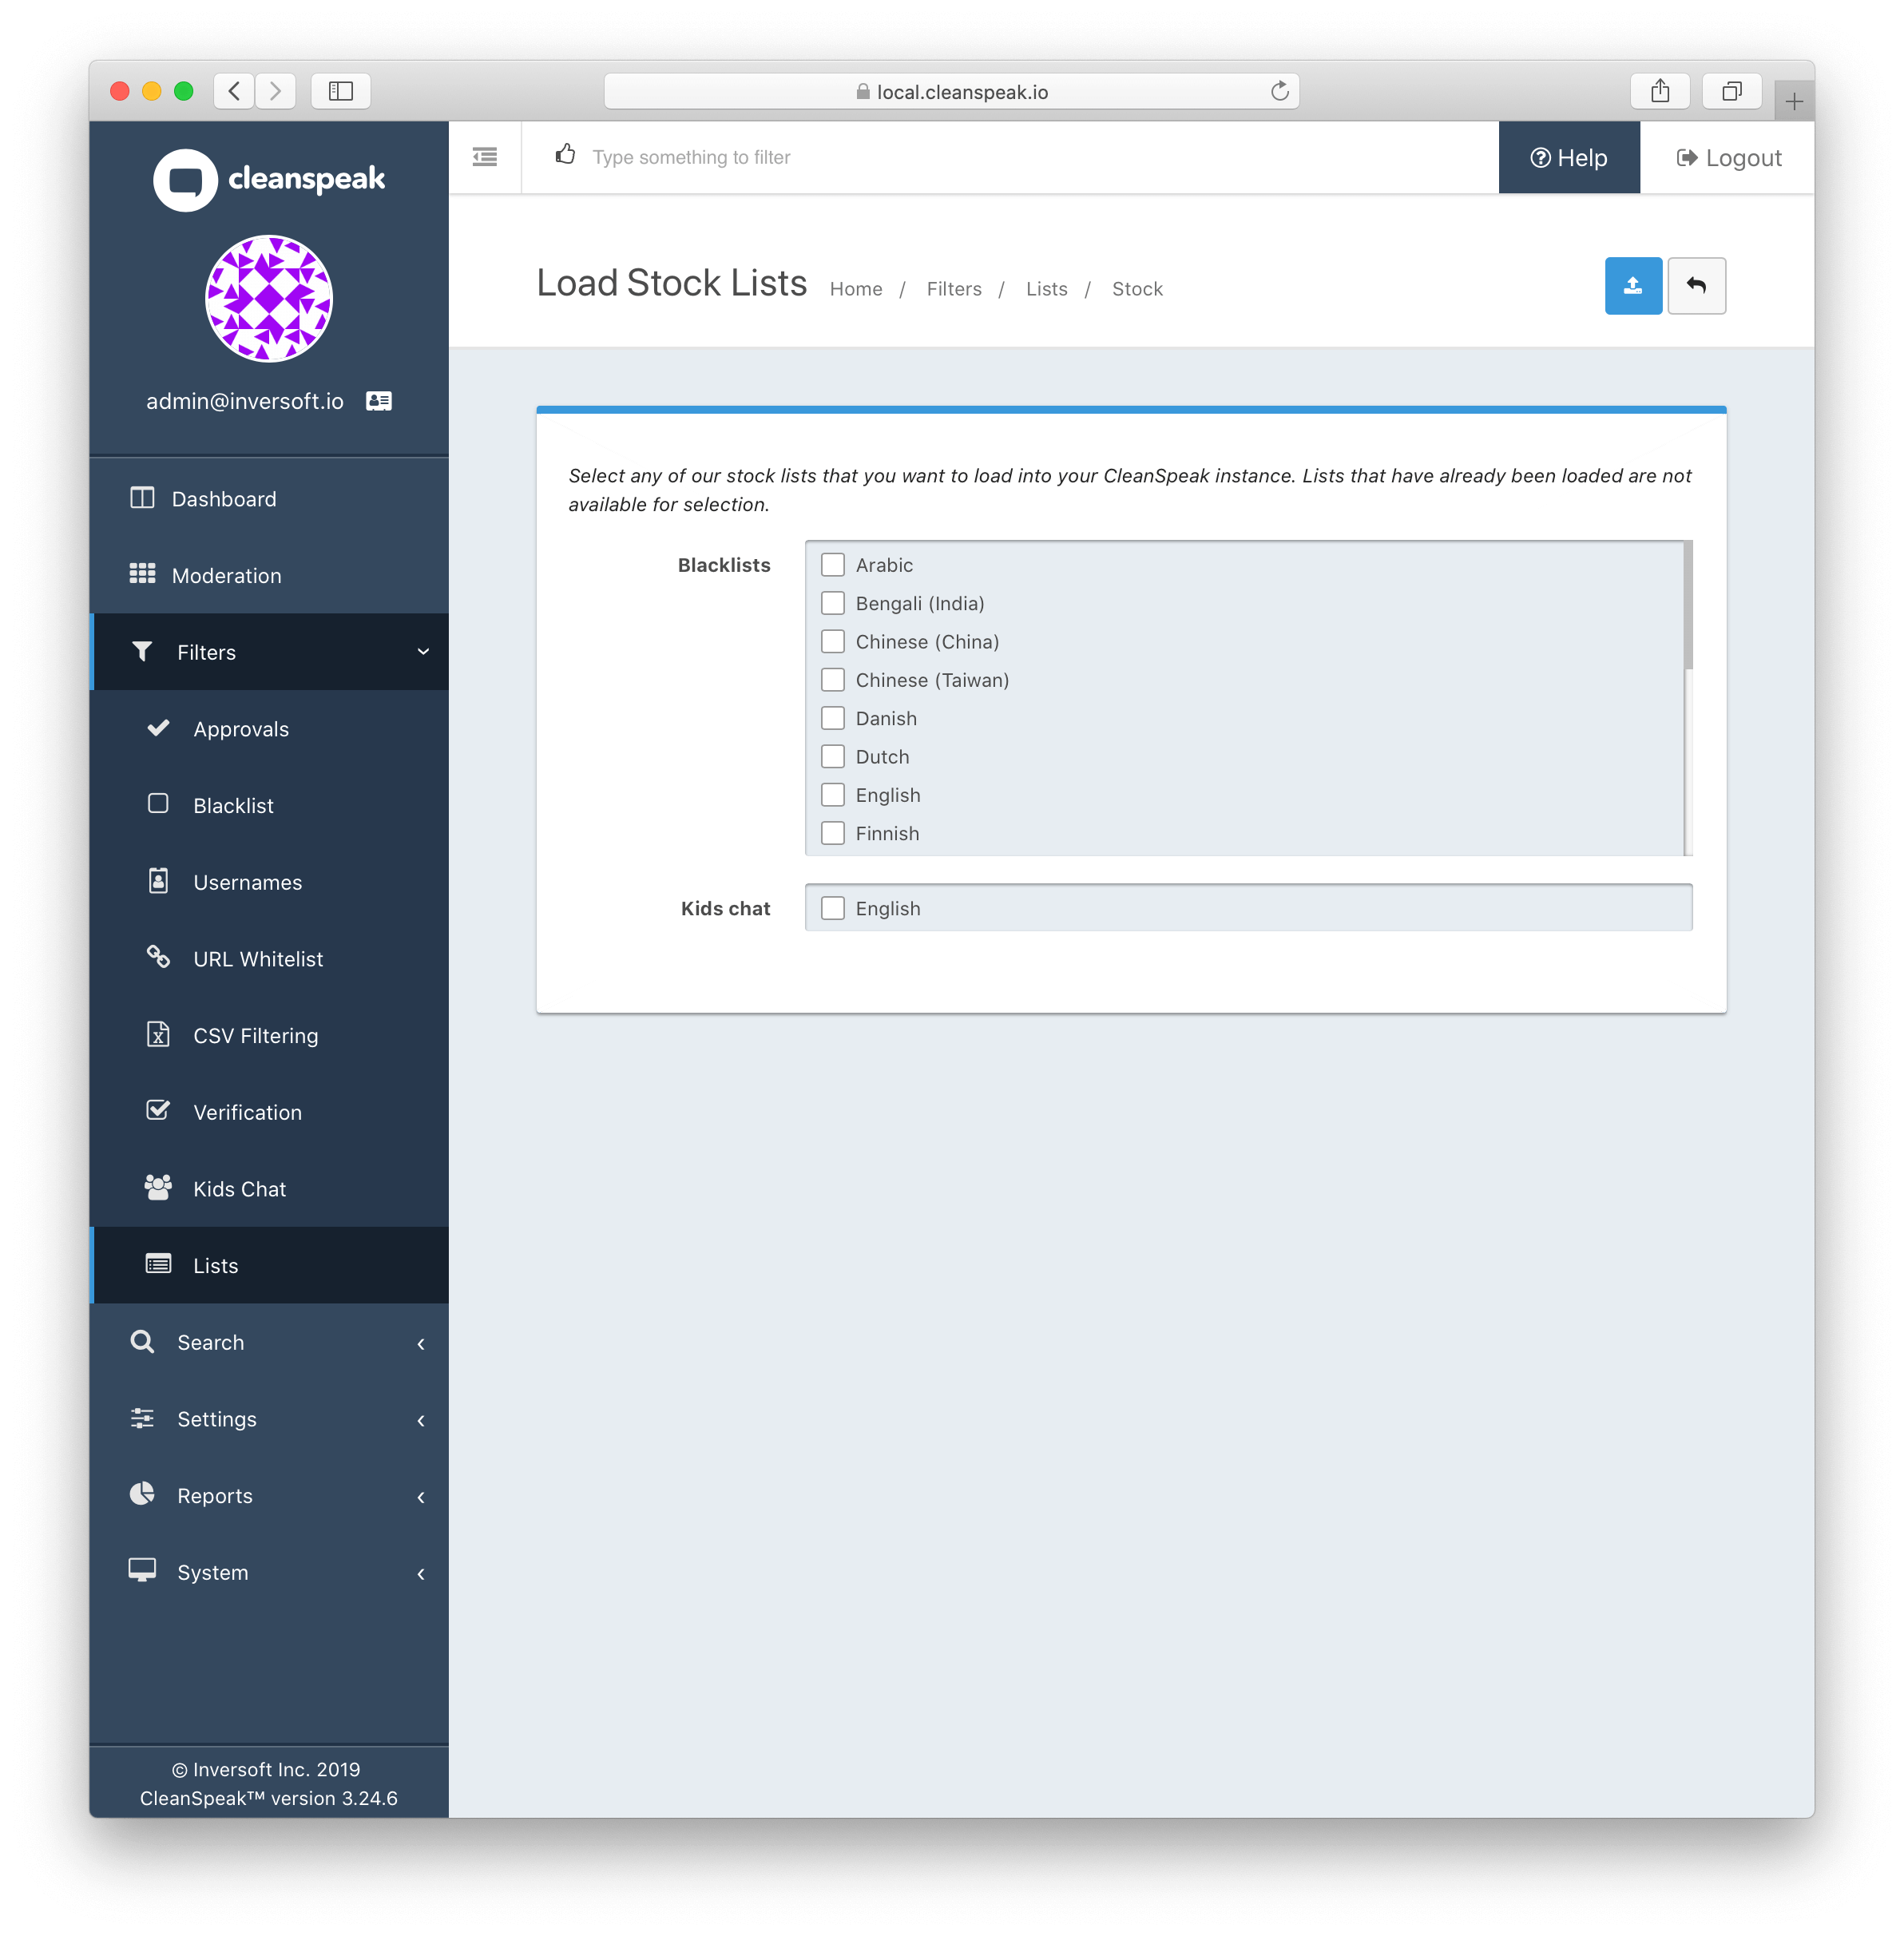 local.cleanspeak.io
cleanspeak
admin@inversoft.io
Dashboard
Moderation
Filters
Approvals
Blacklist
Usernames
URL Whitelist
CSV Filtering
Verification
Kids Chat
Lists
Search
Settings
Reports
System
© Inversoft Inc. 2019
CleanSpeak™ version 3.24.6
Type something to filter
Help
Logout
Load Stock Lists
Home / Filters / Lists / Stock
Select any of our stock lists that you want to load into your CleanSpeak instance. Lists that have already been loaded are not
available for selection.
Blacklists
Arabic
Bengali (India)
Chinese (China)
Chinese (Taiwan)
Danish
Dutch
English
Finnish
Kids chat
English